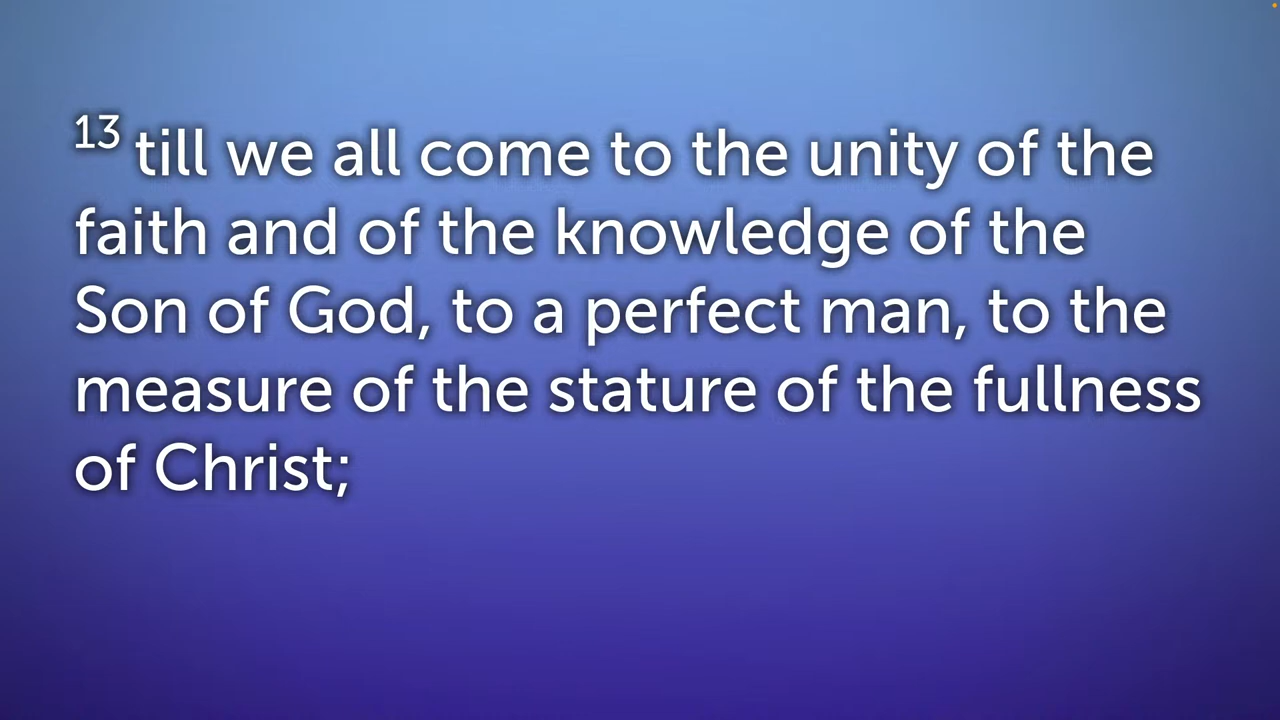 13 till we all come to the unity of the
faith and of the knowledge of the
Son of God, to a perfect man, to the
measure of the stature of the fullness
of Christ;